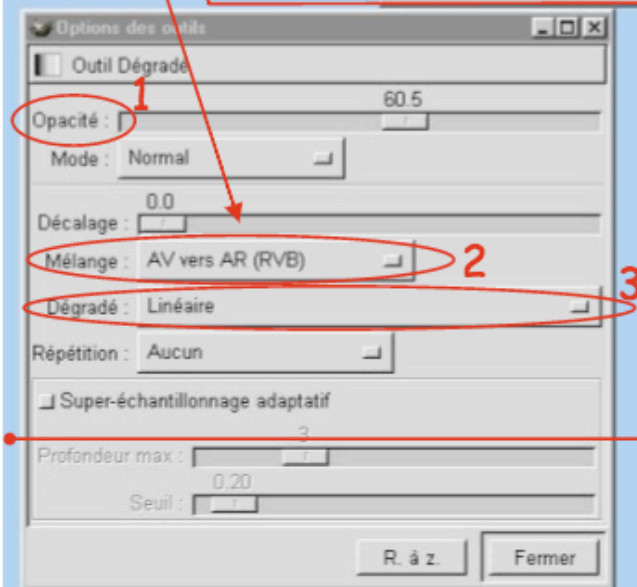 Options des outils
Outil Dégradé
1
60.5
Opacité :
Mode : Normal
0.0
Décalage :
Mélange : AV vers AR (RVB)
2
3
Dégradé : Linéaire
Répétition : Aucun
Super-échantillonnage adaptatif
3
Profondeur max :
0.20
Seuil :
R. à z.
Fermer